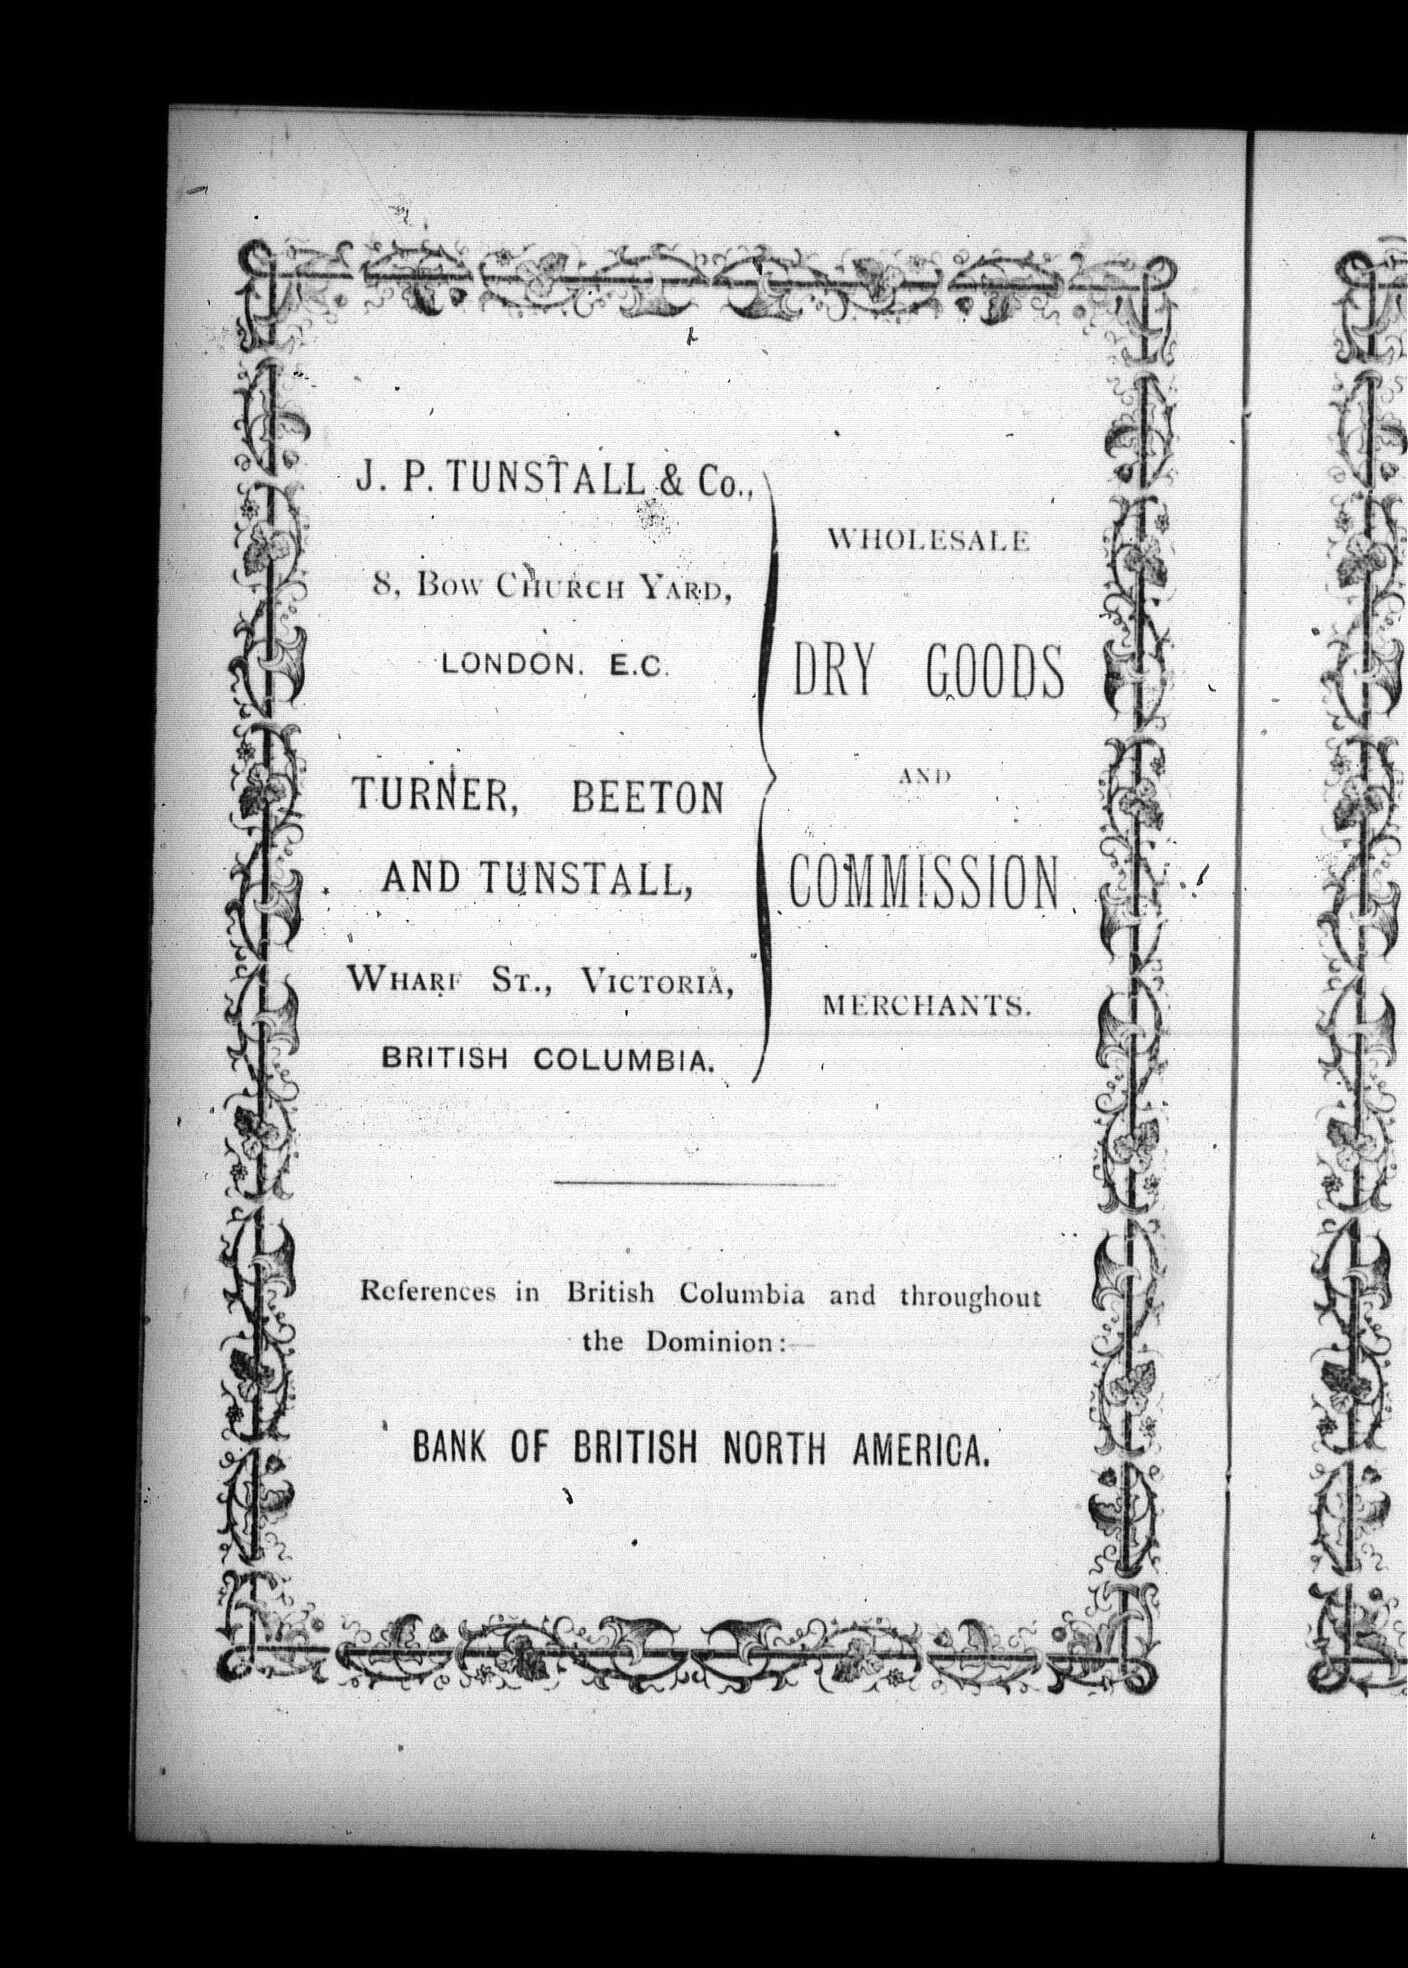 J. P. TUNSTALL & Co.,
8, BOW CHURCH YARD,
LONDON. E.C.
TURNER, BEETON
AND TUNSTALL,
WHARF ST., VICTORIA,
BRITISH COLUMBIA.
WHOLESALE
DRY GOODS
AND
COMMISSION
MERCHANTS.
References in British Columbia and throughout
the Dominion:—
BANK OF BRITISH NORTH AMERICA.